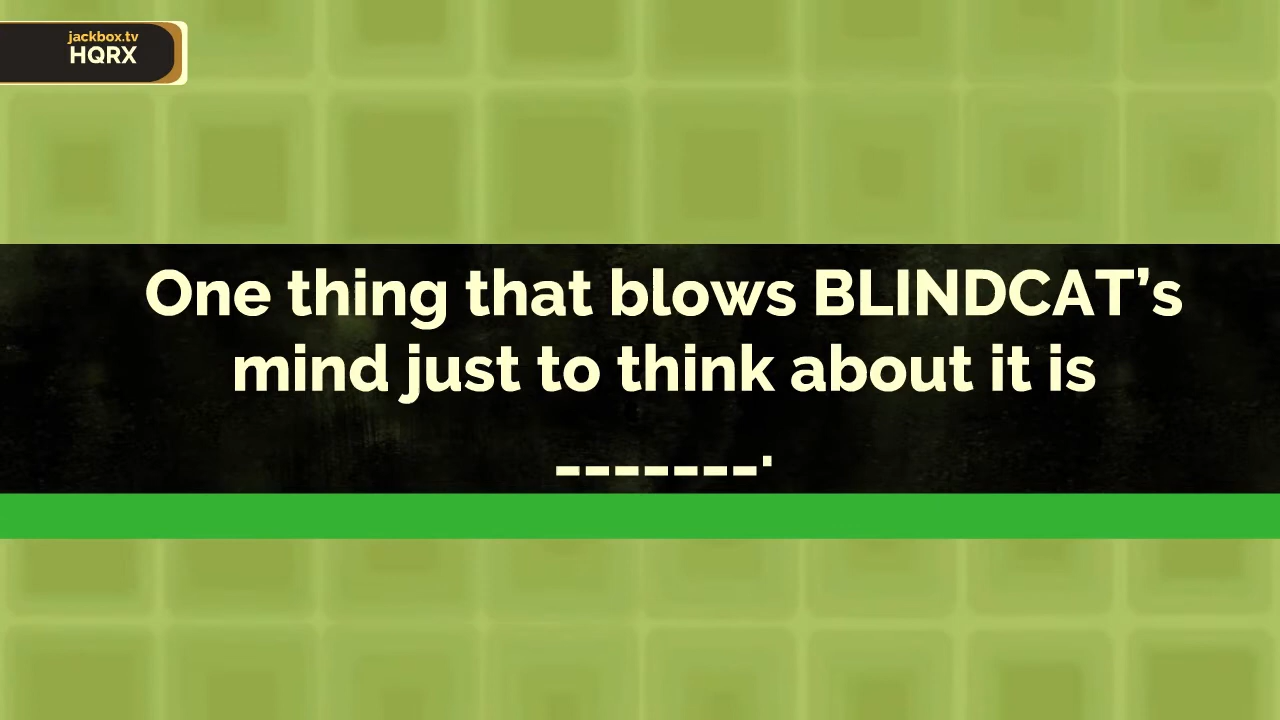 jackbox.tv
HQRX
One thing that blows BLINDCAT’s
mind just to think about it is
_______.